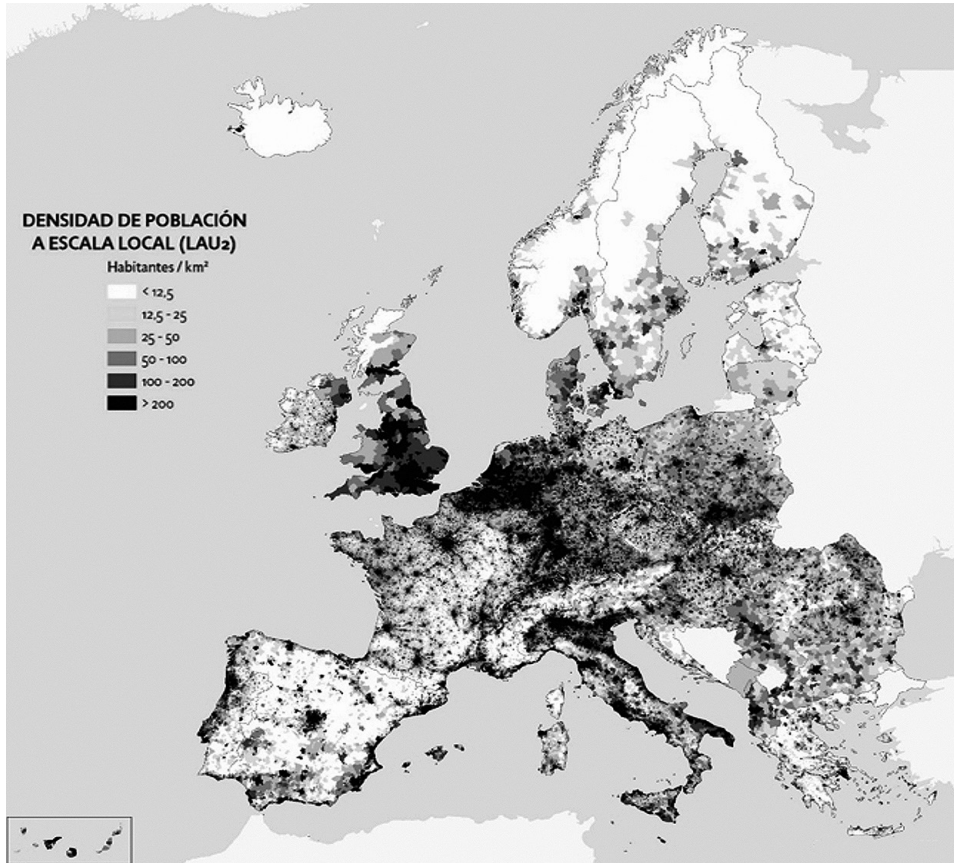 DENSIDAD DE POBLACIÓN
A ESCALA LOCAL (LAU2)
Habitantes / km²
< 12,5
12,5 - 25
25 - 50
50 - 100
100 - 200
> 200